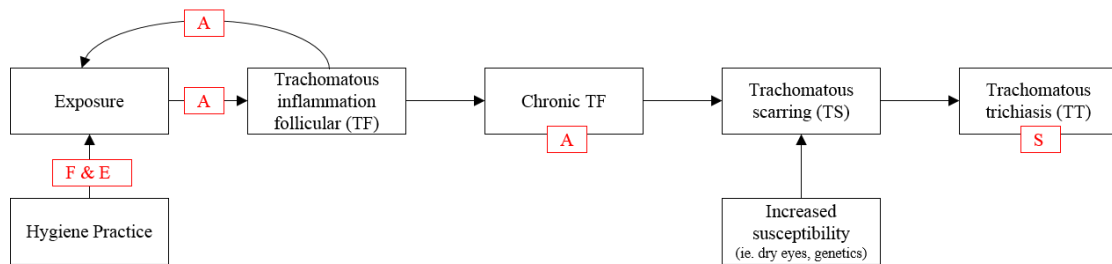 A
Exposure
A
Trachomatous
inflammation
follicular (TF)
Chronic TF
A
Trachomatous
scarring (TS)
Trachomatous
trichiasis (TT)
S
F & E
Hygiene Practice
Increased
susceptibility
(ie. dry eyes, genetics)